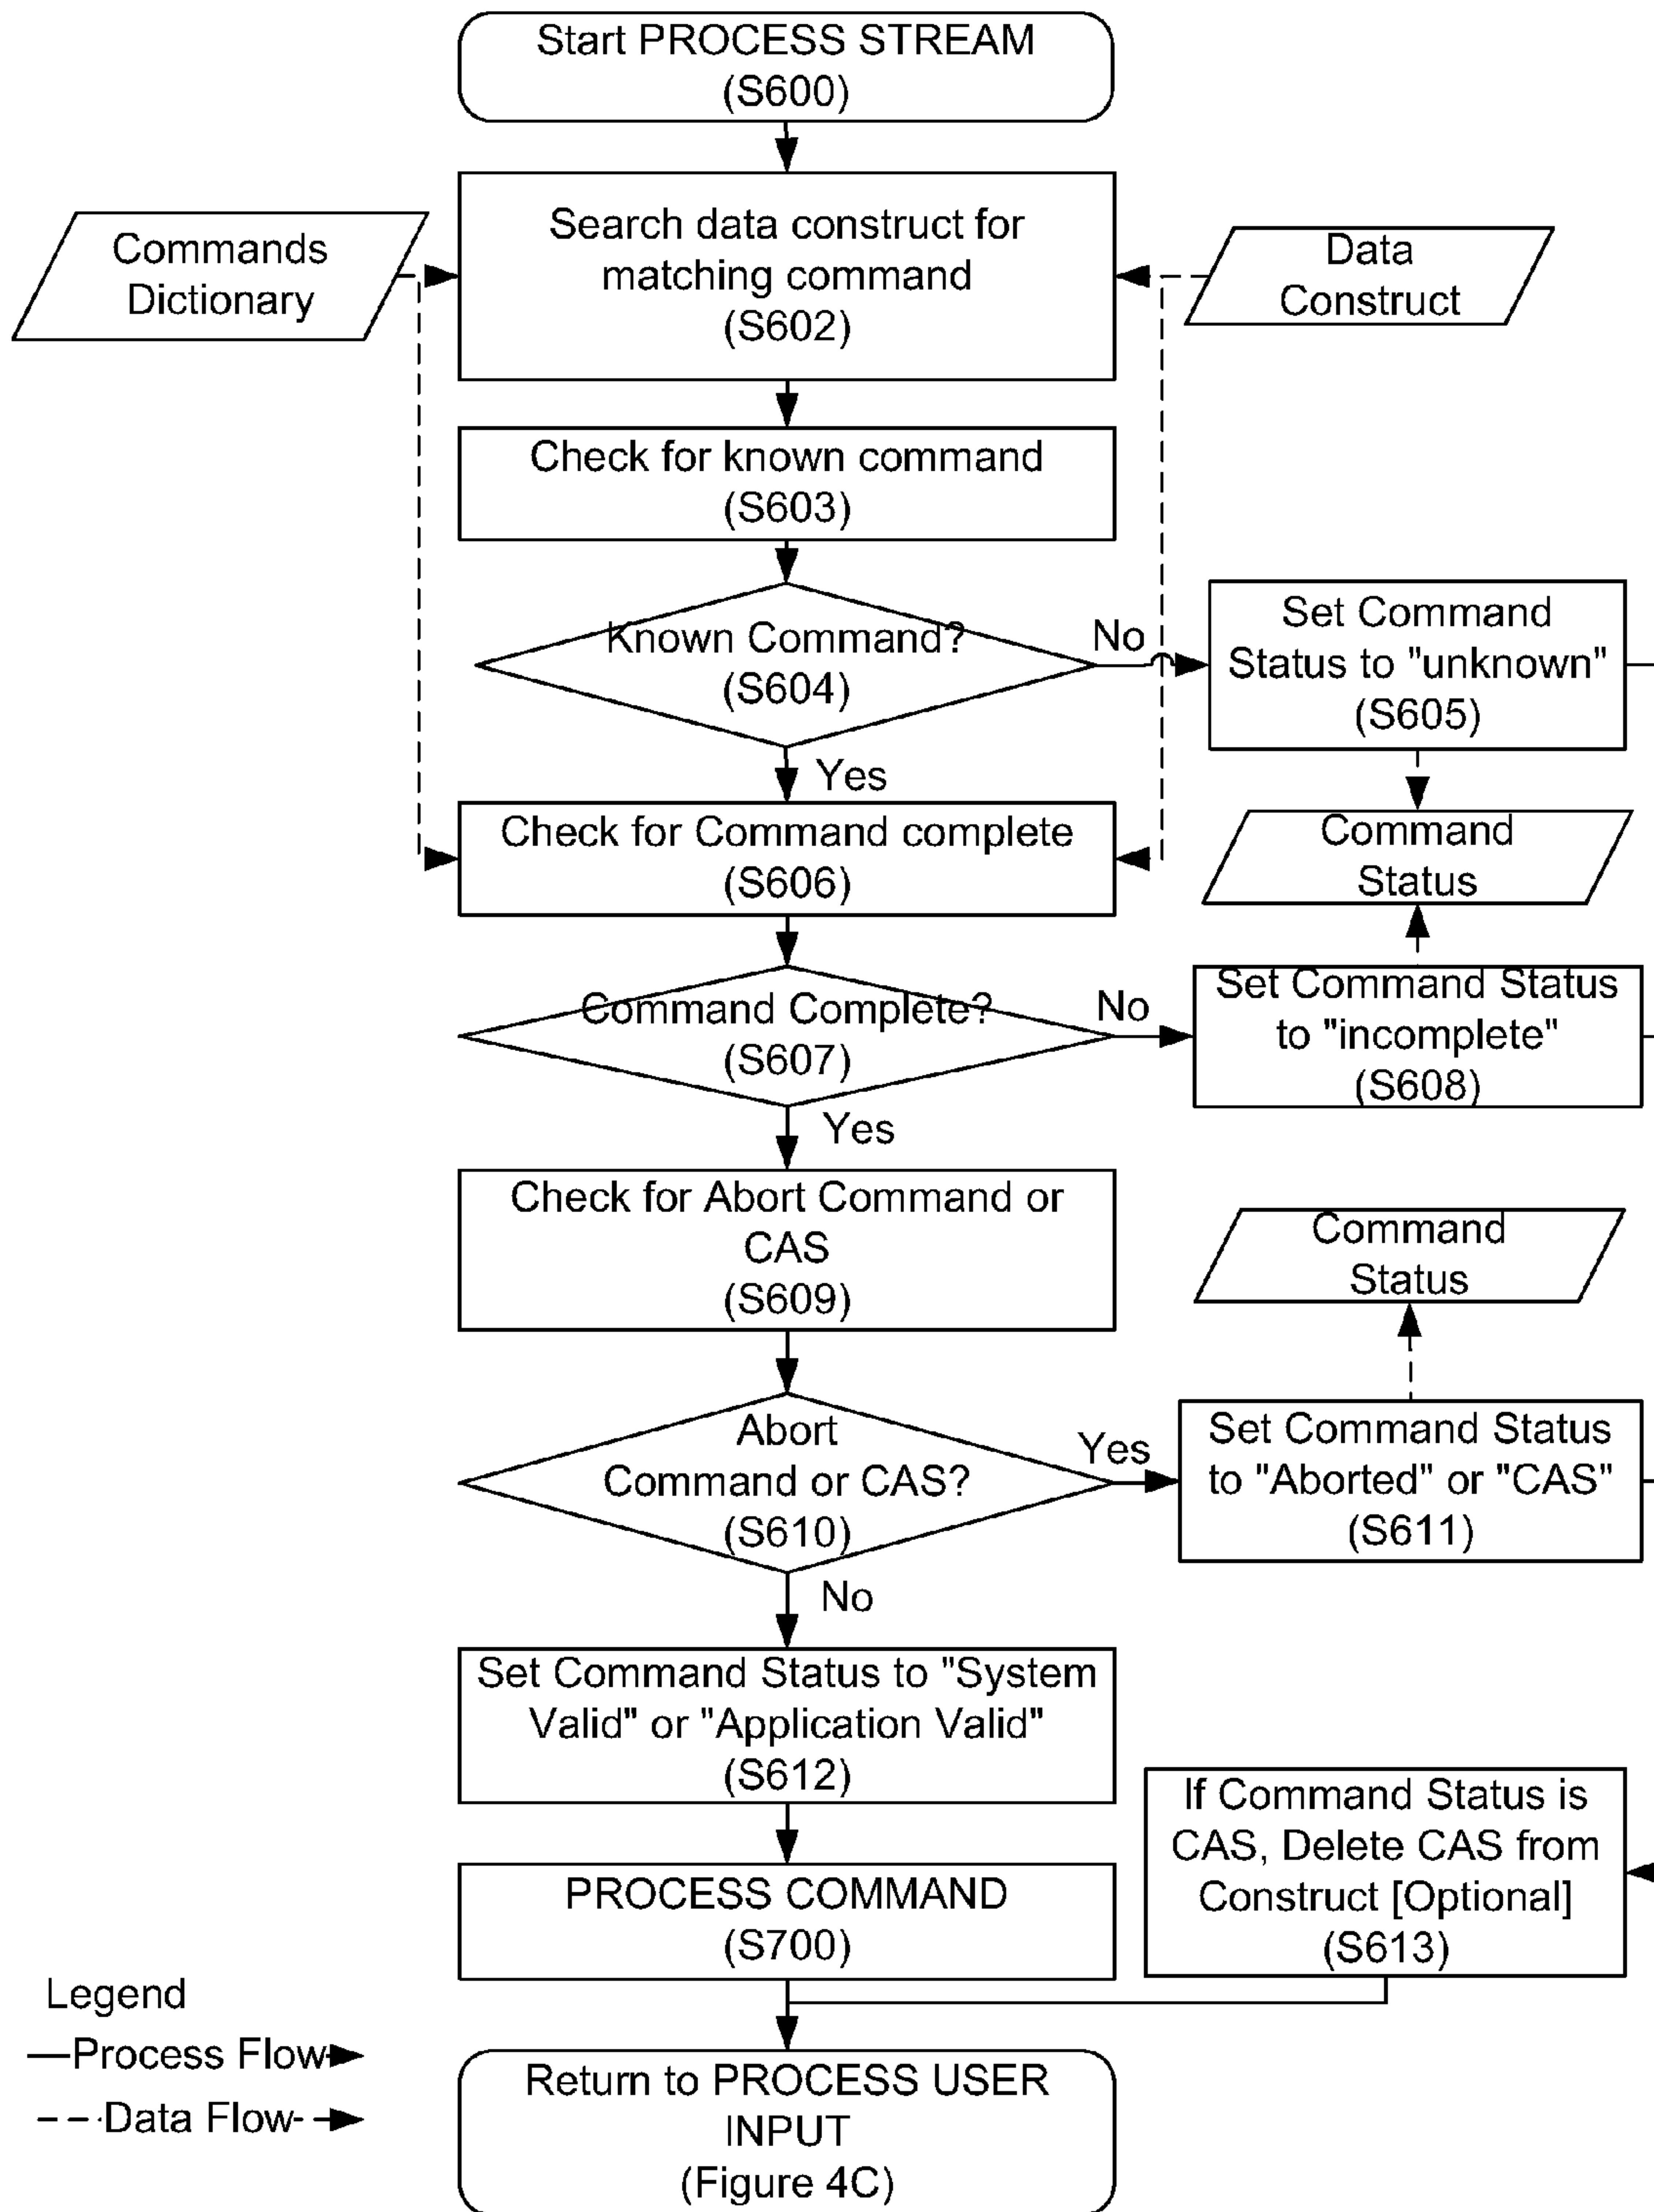 Start PROCESS STREAM
(S600)
Commands
Dictionary
Search data construct for
matching command
(S602)
Data
Construct
Check for known command
(S603)
Known Command?
(S604)
No
Set Command
Status to "unknown"
(S605)
Yes
Check for Command complete
(S606)
Command
Status
Command Complete?
(S607)
No
Set Command Status
to "incomplete"
(S608)
Yes
Check for Abort Command or
CAS
(S609)
Command
Status
Abort
Command or CAS?
(S610)
Yes
Set Command Status
to "Aborted" or "CAS"
(S611)
No
Set Command Status to "System
Valid" or "Application Valid"
(S612)
If Command Status is
CAS, Delete CAS from
Construct [Optional]
(S613)
PROCESS COMMAND
(S700)
Legend
Process Flow
Data Flow
Return to PROCESS USER
INPUT
(Figure 4C)